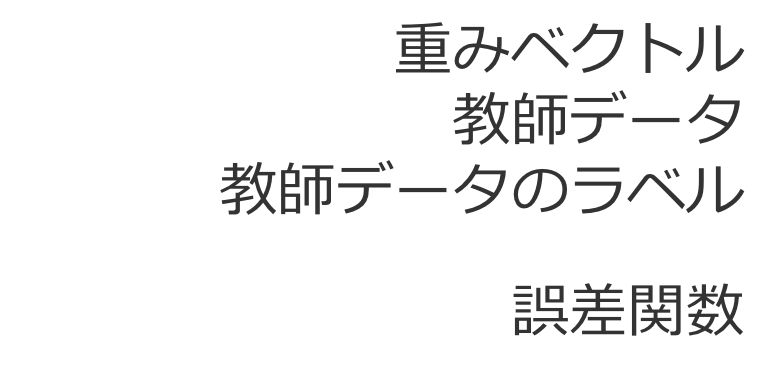 重みベクトル
教師データ
教師データのラベル
誤差関数